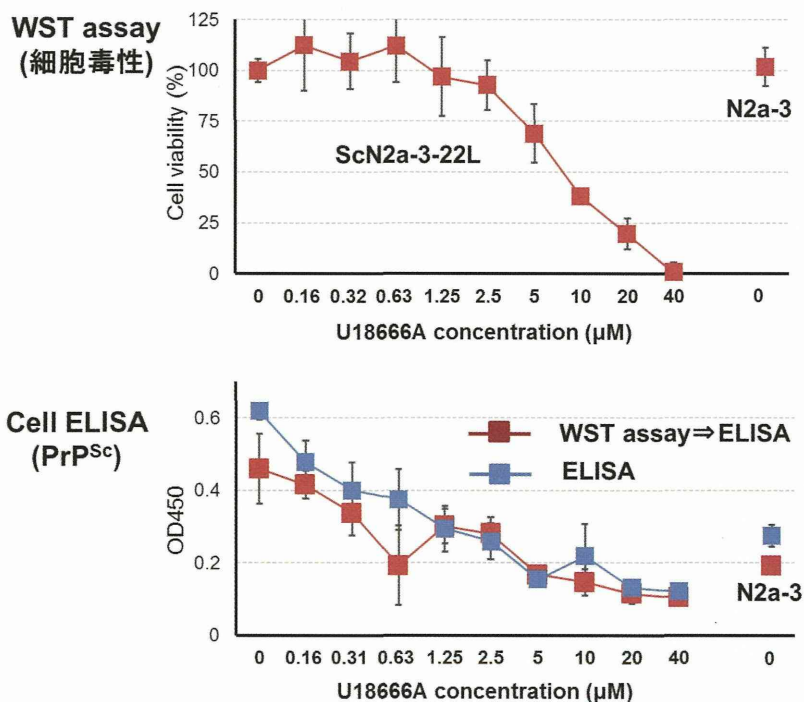 WST assay
(細胞毒性)
Cell viability (%)
125
100
75
50
25
0
ScN2a-3-22L
N2a-3
0 0.16 0.32 0.63 1.25 2.5 5 10 20 40 0
U18666A concentration (µM)
Cell ELISA
(PrPSc)
OD450
0.6
0.4
0.2
0
WST assay⇒ELISA
ELISA
N2a-3
0 0.16 0.31 0.63 1.25 2.5 5 10 20 40 0
U18666A concentration (µM)